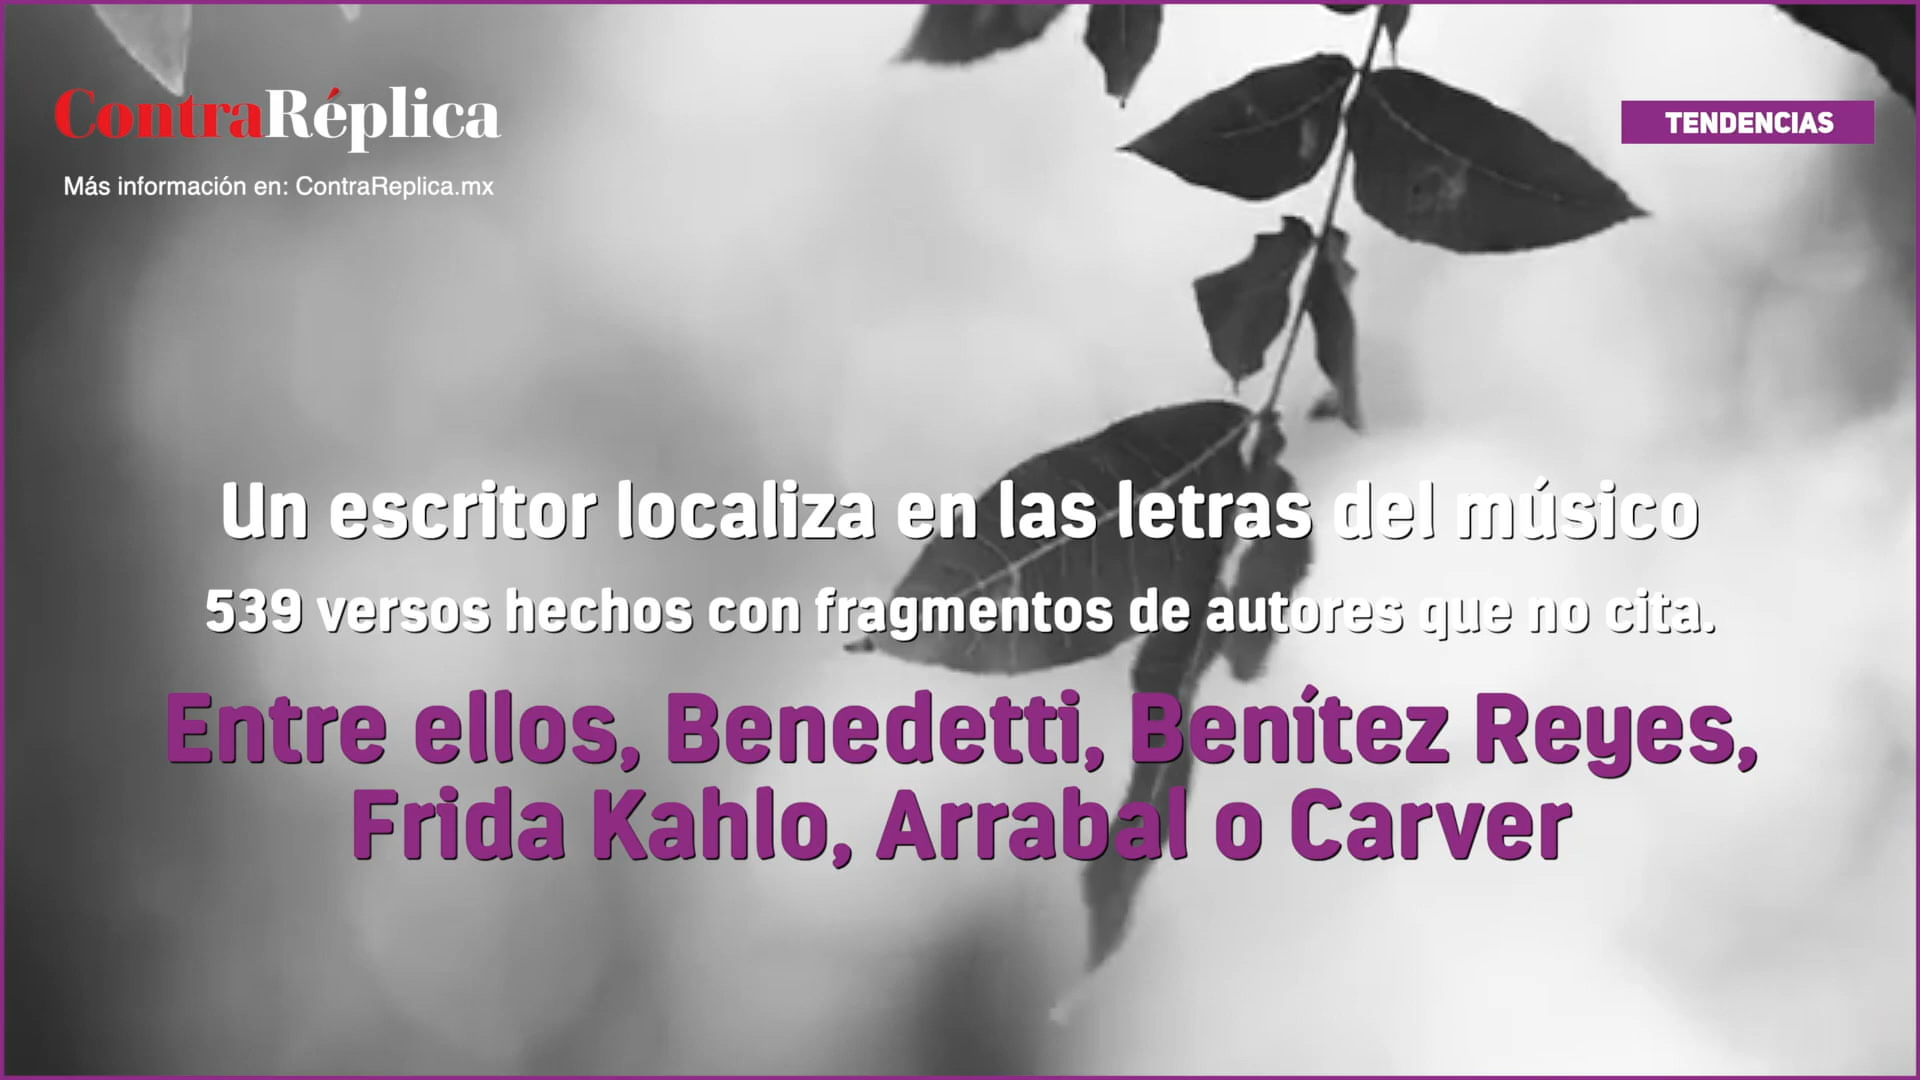 ContraRéplica
TENDENCIAS
Más información en: ContraReplica.mx
Un escritor localiza en las letras del músico
539 versos hechos con fragmentos de autores que no cita.
Entre ellos, Benedetti, Benítez Reyes,
Frida Kahlo, Arrabal o Carver